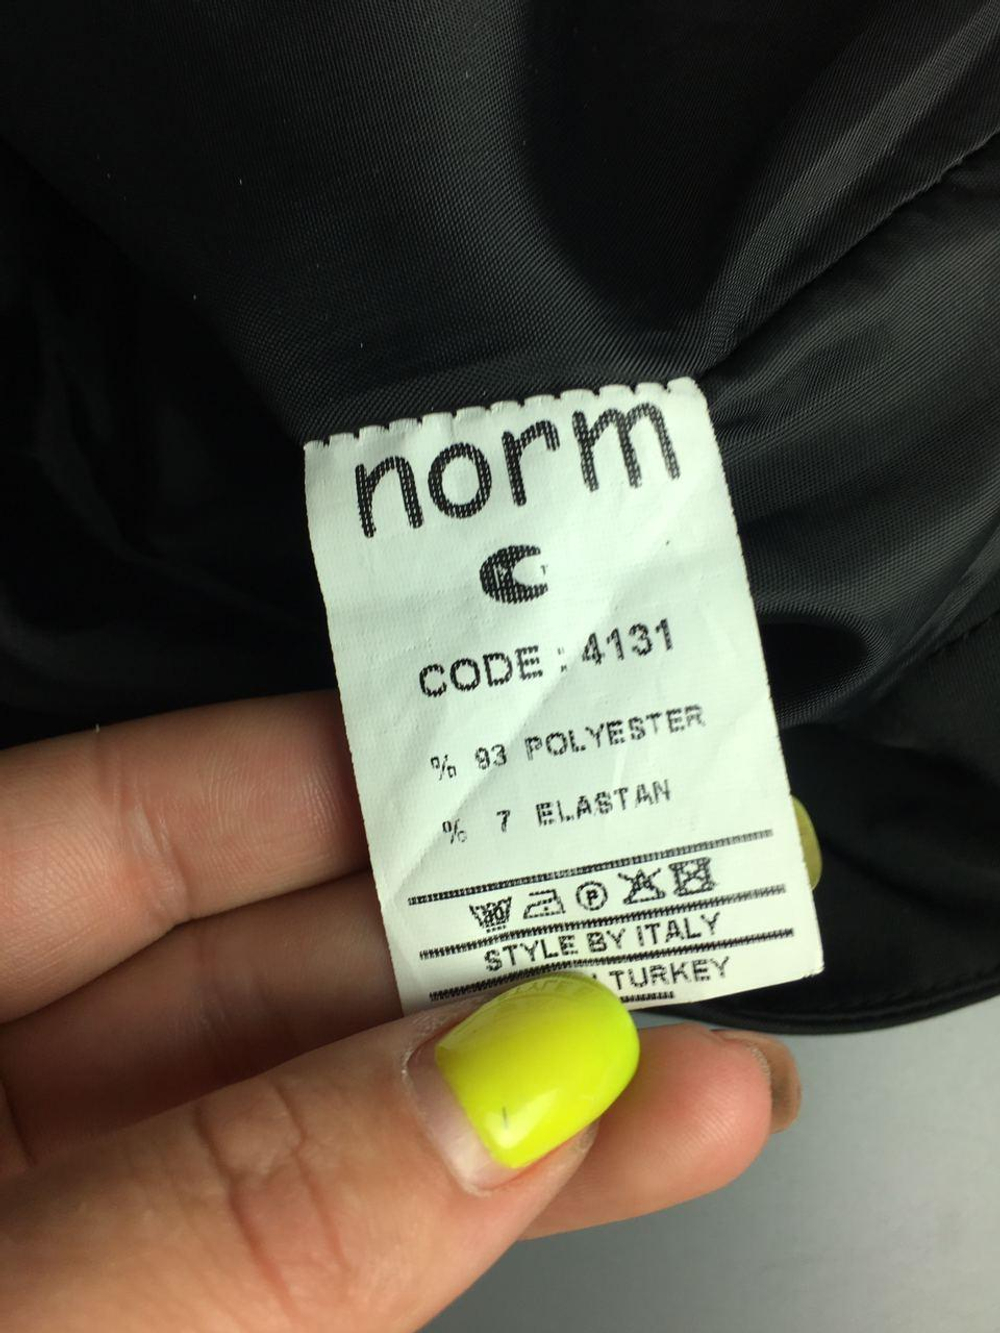 norm
CODE : 4131
% 93 POLYESTER
% 7 ELASTAN
P
STYLE BY ITALY
TURKEY